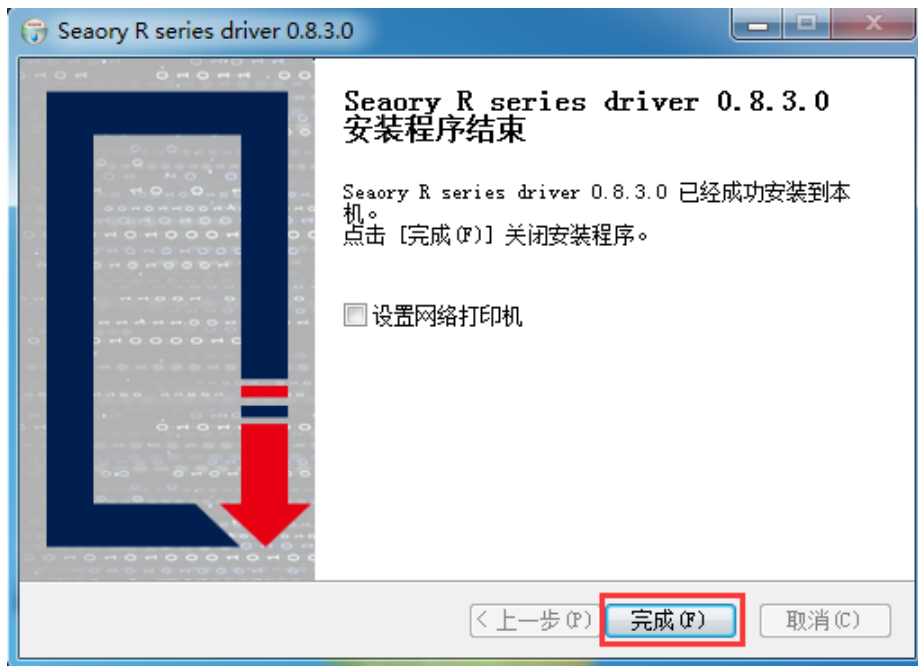 Seaory R series driver 0.8.3.0
Seaory R series driver 0.8.3.0
安装程序结束
Seaory R series driver 0.8.3.0 已经成功安装到本
机。
点击 [完成(F)] 关闭安装程序。
设置网络打印机
< 上一步(P) 完成(F) 取消(C)